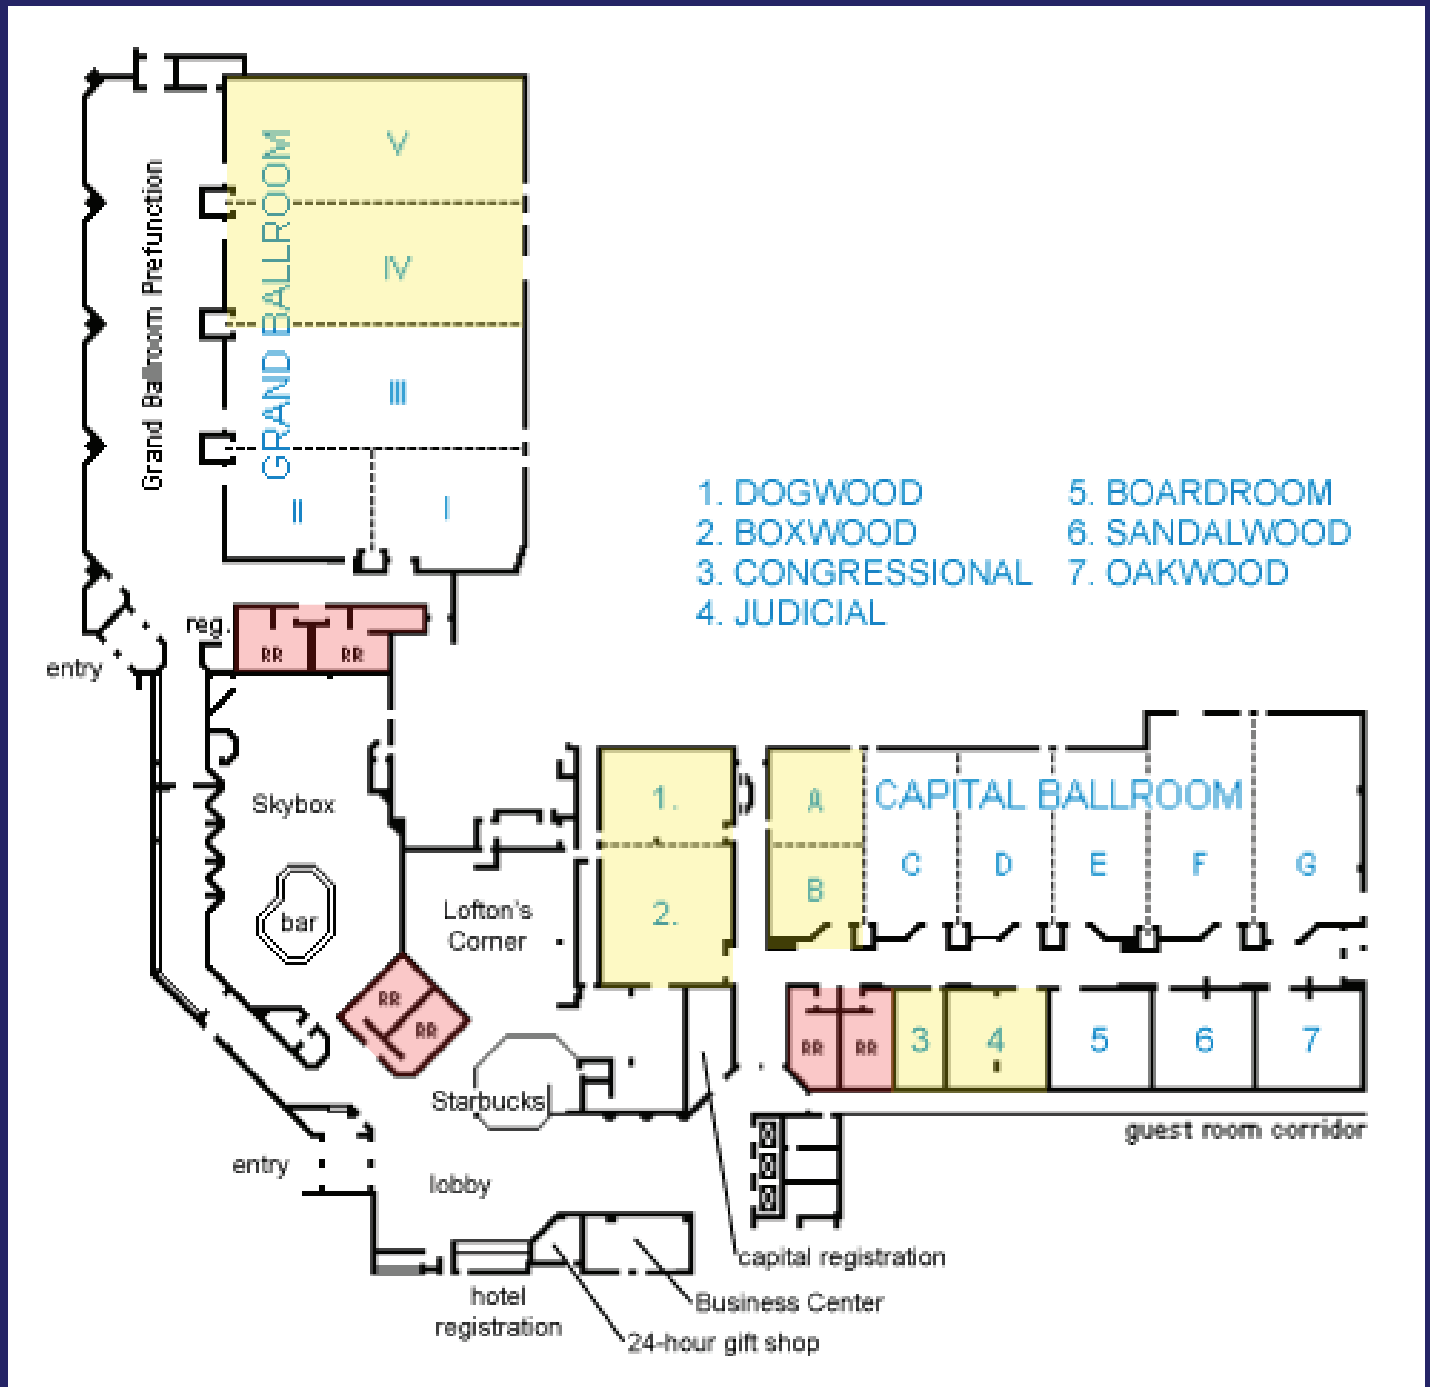 V
GRAND BALLROOM
Grand Ballroom Prefunction
IV
III
II
I
1. DOGWOOD
2. BOXWOOD
3. CONGRESSIONAL
4. JUDICIAL
5. BOARDROOM
6. SANDALWOOD
7. OAKWOOD
reg.
RR
RR
entry
Skybox
1.
A
CAPITAL BALLROOM
C
D
E
F
G
B
bar
Lofton's
Corner
2.
RR
RR
RR
RR
3
4
5
6
7
Starbucks
guest room corridor
entry
lobby
capital registration
hotel
registration
Business Center
24-hour gift shop